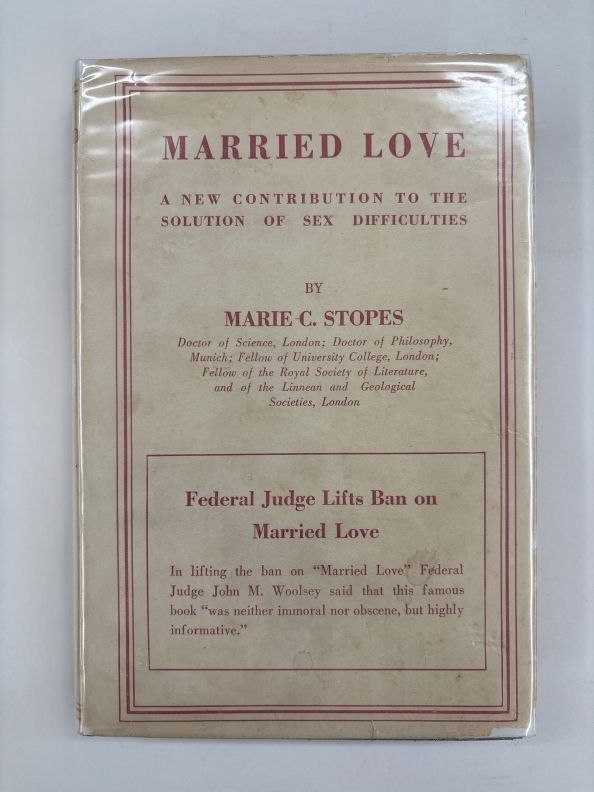 MARRIED LOVE
A NEW CONTRIBUTION TO THE
SOLUTION OF SEX DIFFICULTIES
BY
MARIE C. STOPES
Doctor of Science, London; Doctor of Philosophy,
Munich; Fellow of University College, London;
Fellow of the Royal Society of Literature,
and of the Linnean and Geological
Societies, London
Federal Judge Lifts Ban on
Married Love
In lifting the ban on “Married Love” Federal
Judge John M. Woolsey said that this famous
book “was neither immoral nor obscene, but highly
informative.”